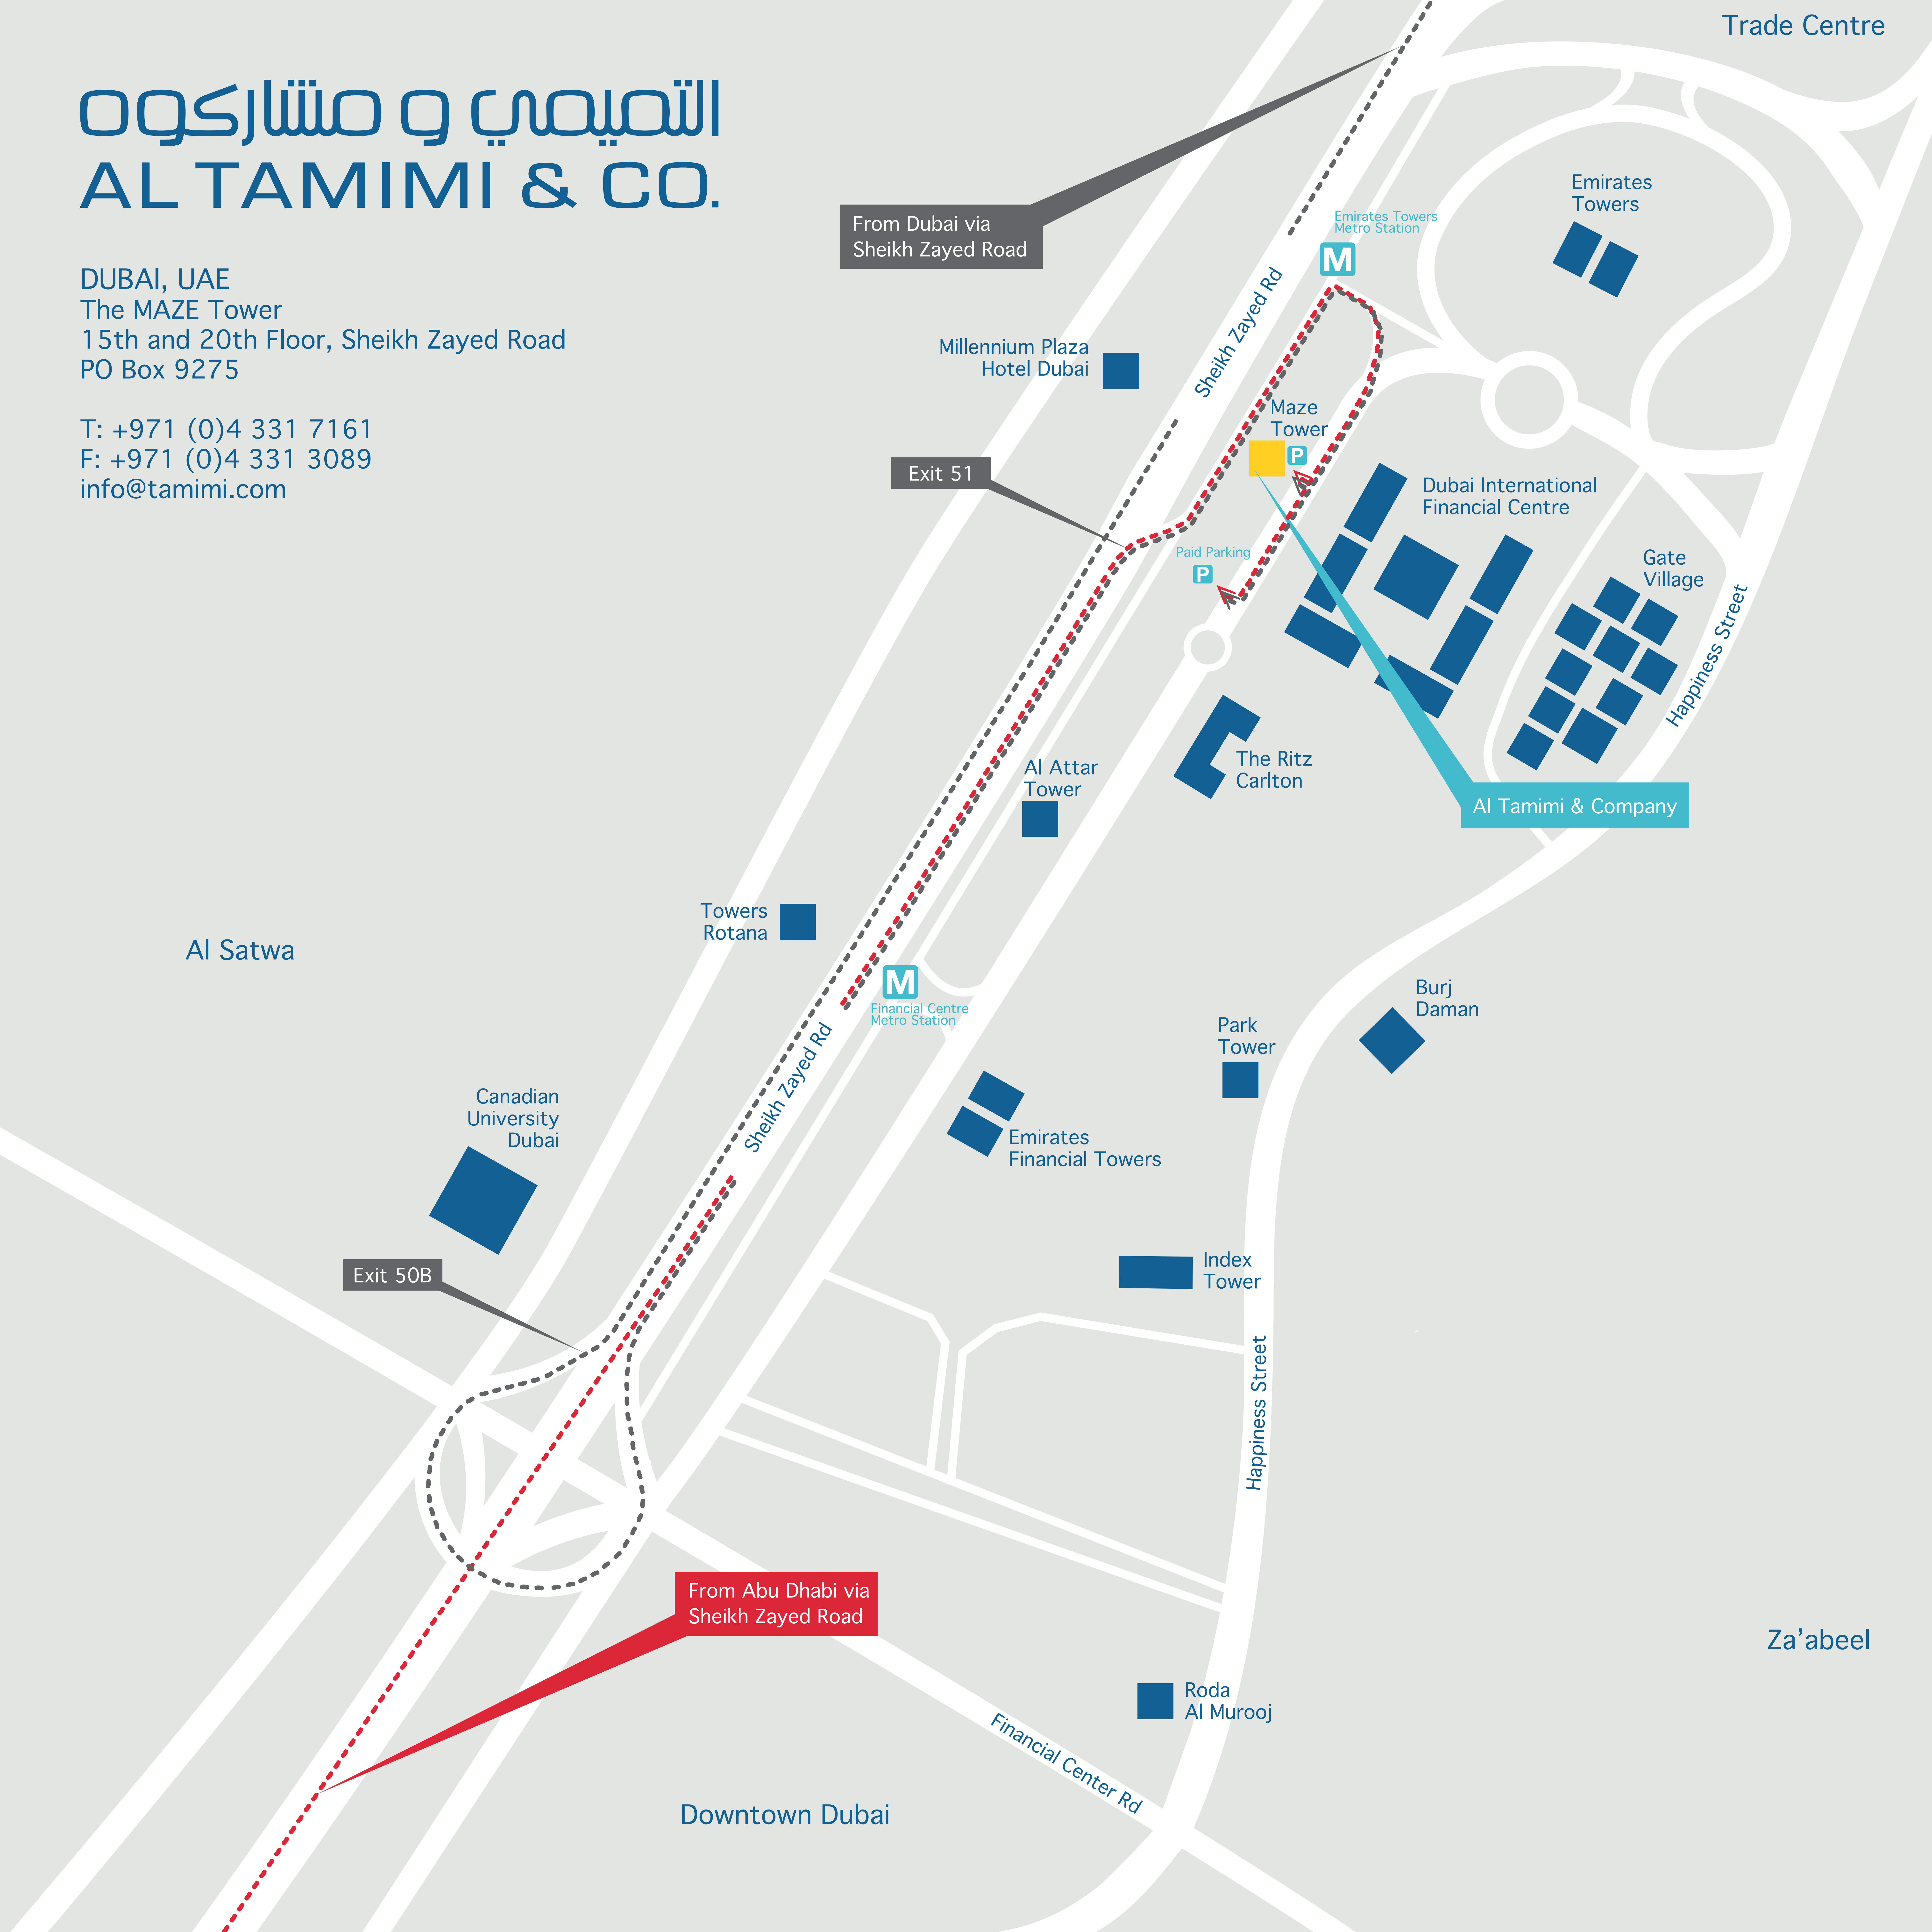 التميمي و مشاركوه
AL TAMIMI & CO.
DUBAI, UAE
The MAZE Tower
15th and 20th Floor, Sheikh Zayed Road
PO Box 9275
T: +971 (0)4 331 7161
F: +971 (0)4 331 3089
info@tamimi.com
Trade Centre
Emirates
Towers
From Dubai via
Sheikh Zayed Road
Emirates Towers
Metro Station
M
Sheikh Zayed Rd
Millennium Plaza
Hotel Dubai
Maze
Tower
P
Exit 51
Dubai International
Financial Centre
Paid Parking
P
Gate
Village
Happiness Street
The Ritz
Carlton
Al Attar
Tower
Al Tamimi & Company
Towers
Rotana
Al Satwa
M
Financial Centre
Metro Station
Burj
Daman
Park
Tower
Sheikh Zayed Rd
Canadian
University
Dubai
Emirates
Financial Towers
Exit 50B
Index
Tower
Happiness Street
From Abu Dhabi via
Sheikh Zayed Road
Za’abeel
Roda
Al Murooj
Financial Center Rd
Downtown Dubai